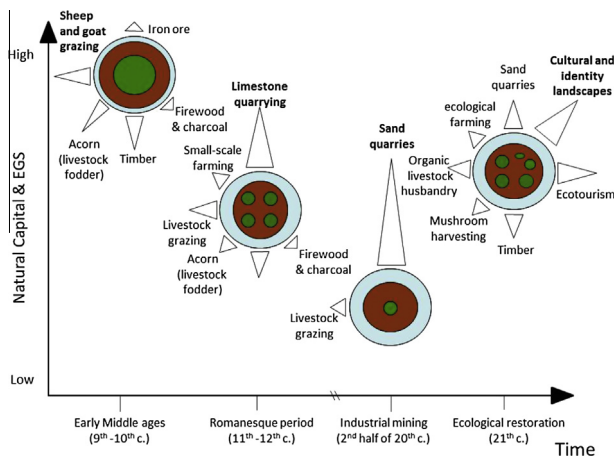 Sheep
and goat
grazing
Iron ore
Firewood
& charcoal
Timber
Acorn
(livestock
fodder)
Limestone
quarrying
Small-scale
farming
Livestock
grazing
Acorn
(livestock
fodder)
Firewood
& charcoal
Sand
quarries
Livestock
grazing
Sand
quarries
Cultural and
identity
landscapes
ecological
farming
Organic
livestock
husbandry
Mushroom
harvesting
Timber
Ecotourism
High
Natural Capital & EGS
Low
Early Middle ages
(9th -10th c.)
Romanesque period
(11th -12th c.)
Industrial mining
(2nd half of 20th c.)
Ecological restoration
(21th c.)
Time